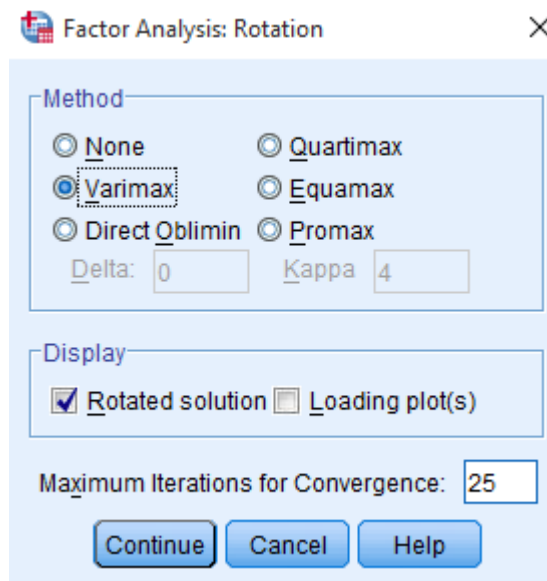 Factor Analysis: Rotation
Method
None Quartimax
Varimax Equamax
Direct Oblimin Promax
Delta: 0 Kappa 4
Display
Rotated solution Loading plot(s)
Maximum Iterations for Convergence: 25
Continue Cancel Help